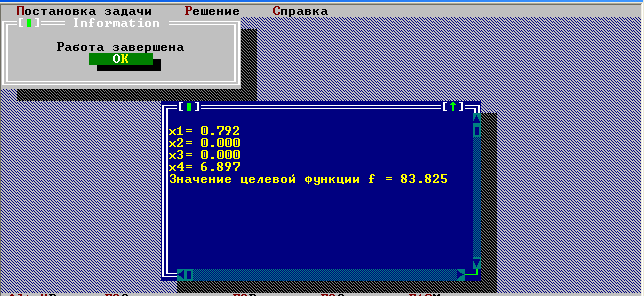 Постановка задачи Решение Справка
Information
Работа завершена
OK
x1= 0.792
x2= 0.000
x3= 0.000
x4= 6.897
Значение целевой функции f = 83.825